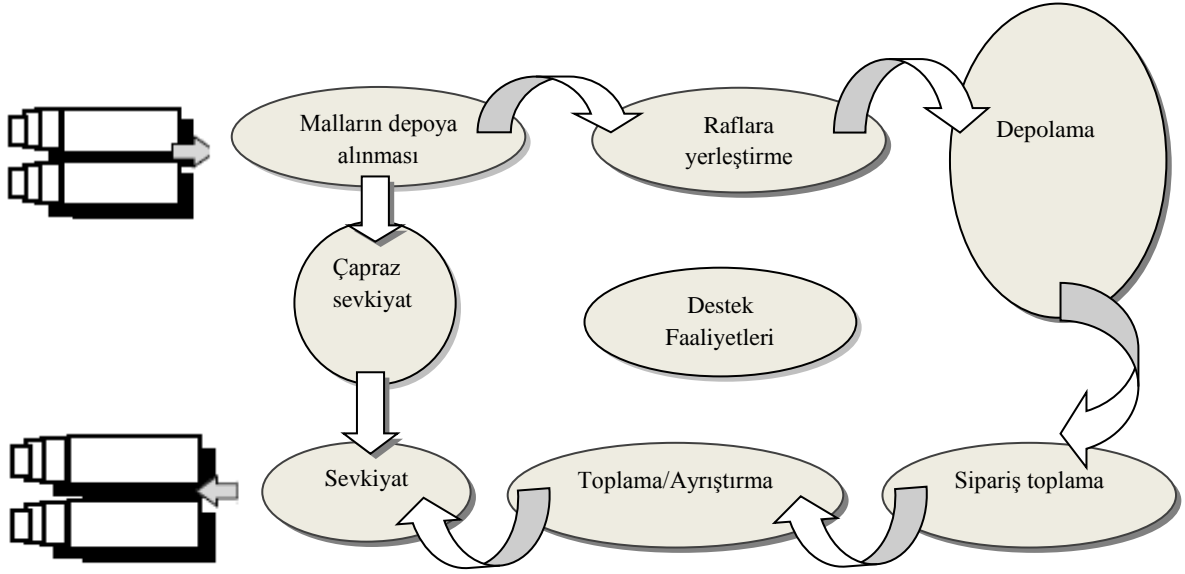 Malların depoya
alınması
Raflara
yerleştirme
Depolama
Çapraz
sevkiyat
Destek
Faaliyetleri
Sevkiyat
Toplama/Ayrıştırma
Sipariş toplama